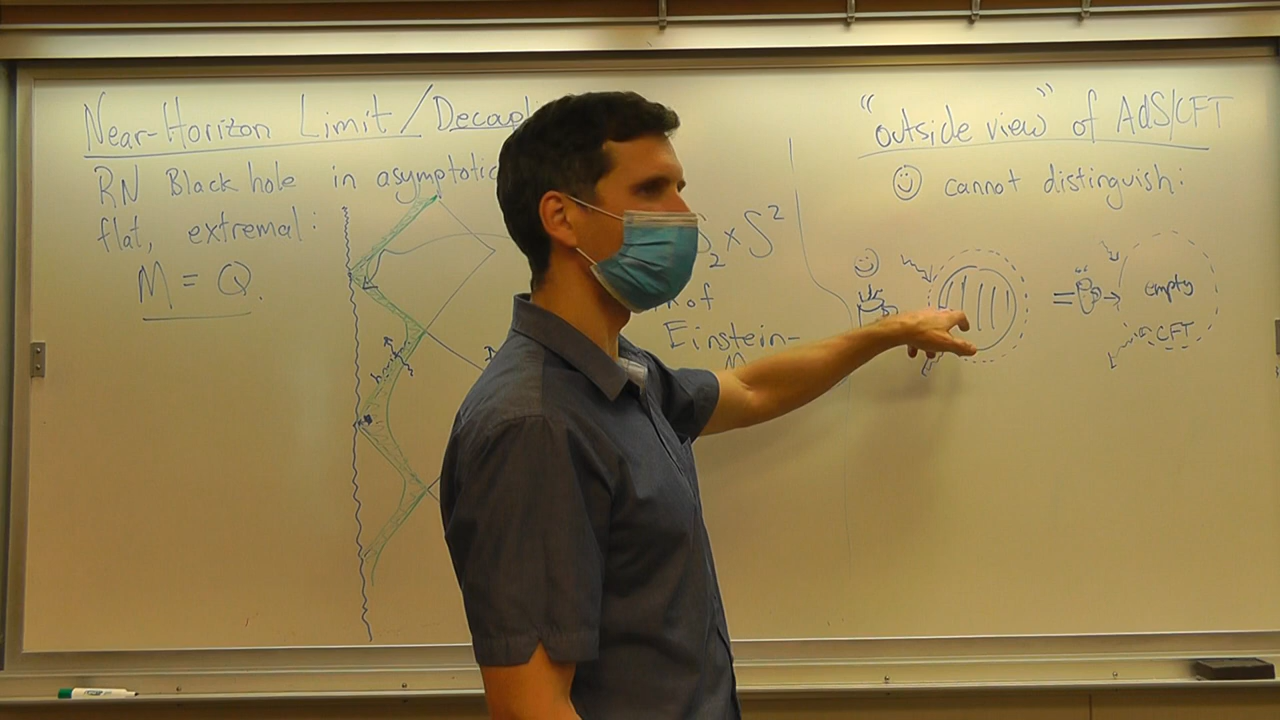 Near-Horizon Limit / Decoupl
RN Black hole in asymptotic
flat, extremal:
M = Q.
2 × S²
of
Einstein-
M
"outside view" of AdS/CFT
☺ cannot distinguish:
=
empty
CFT